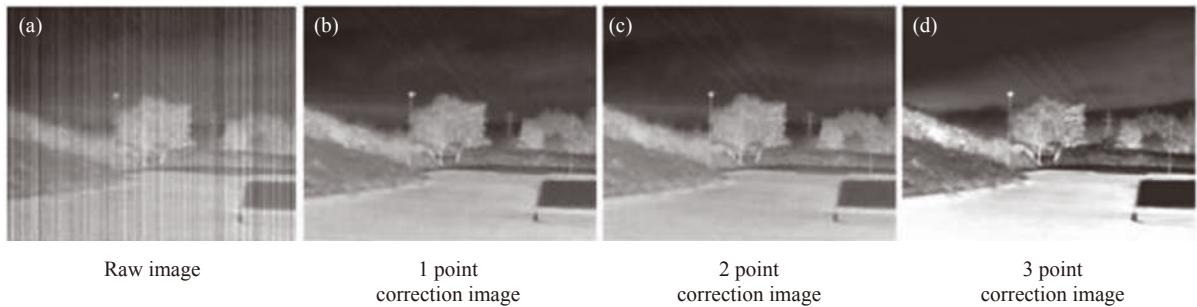 (a)
(b)
(c)
(d)
Raw image
1 point
correction image
2 point
correction image
3 point
correction image